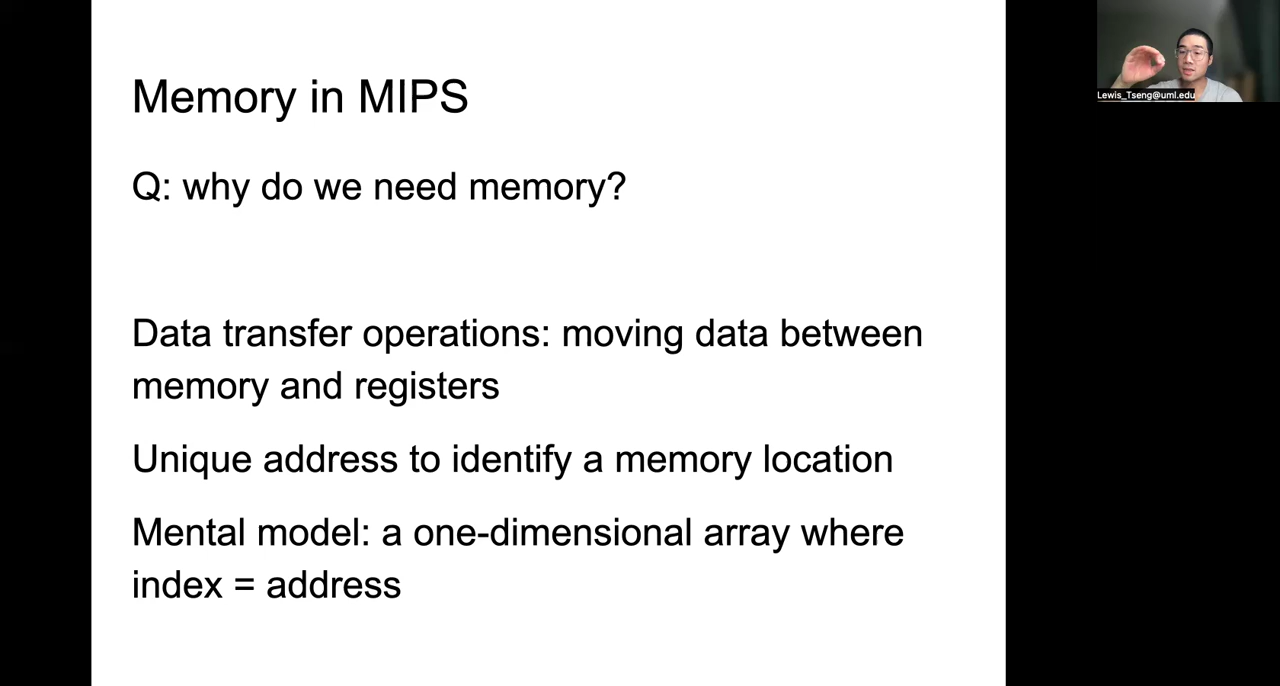 Memory in MIPS
Q: why do we need memory?
Data transfer operations: moving data between
memory and registers
Unique address to identify a memory location
Mental model: a one-dimensional array where
index = address
Lewis_Tseng@uml.edu